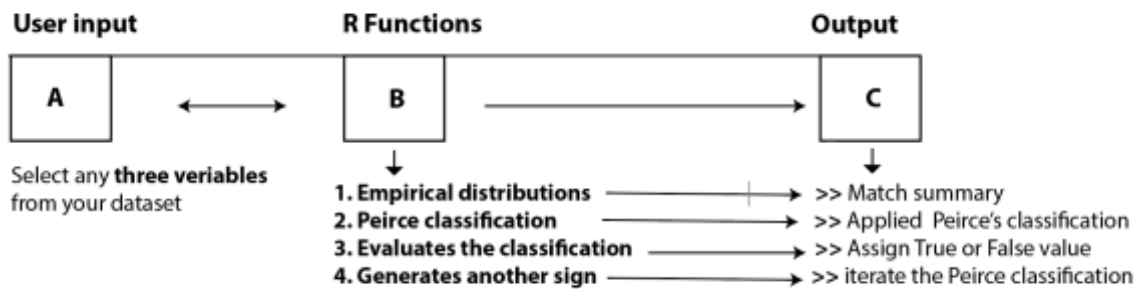 User input
R Functions
Output
A
B
C
Select any three veriables
from your dataset
1. Empirical distributions
>> Match summary
2. Peirce classification
>> Applied Peirce's classification
3. Evaluates the classification
>> Assign True or False value
4. Generates another sign
>> iterate the Peirce classification